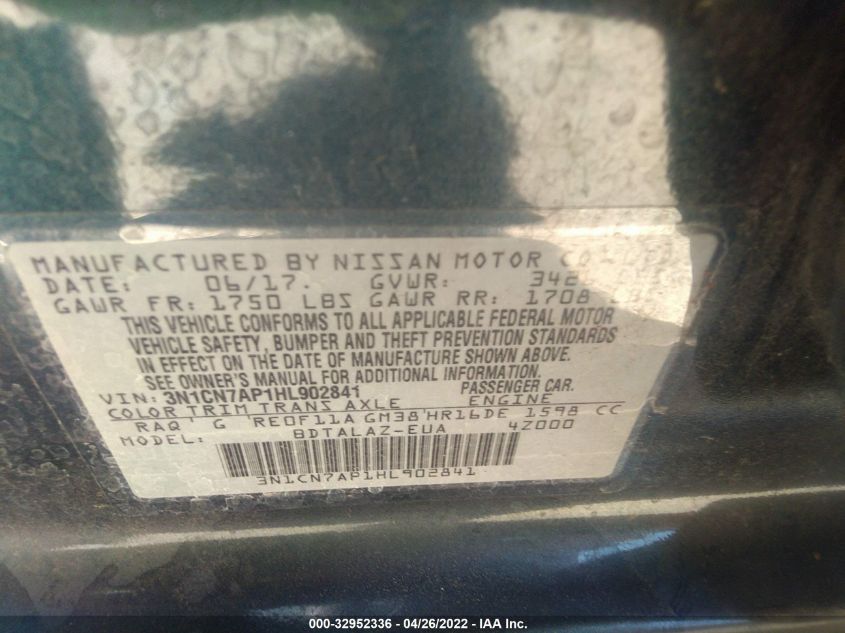 MANUFACTURED BY NISSAN MOTOR CO
DATE: 06/17. GVWR: 342
GAWR FR: 1750 LBS GAWR RR: 1708
THIS VEHICLE CONFORMS TO ALL APPLICABLE FEDERAL MOTOR
VEHICLE SAFETY, BUMPER AND THEFT PREVENTION STANDARDS
IN EFFECT ON THE DATE OF MANUFACTURE SHOWN ABOVE.
SEE OWNER'S MANUAL FOR ADDITIONAL INFORMATION.
VIN: 3N1CN7AP1HL902841 PASSENGER CAR.
COLOR TRIM TRANS AXLE ENGINE
RAQ G RE0F11A GM38 HR16DE 1598 CC
BDTALAZ-EUA 4Z000
3N1CN7AP1HL902841
000-32952336 - 04/26/2022 - IAA Inc.